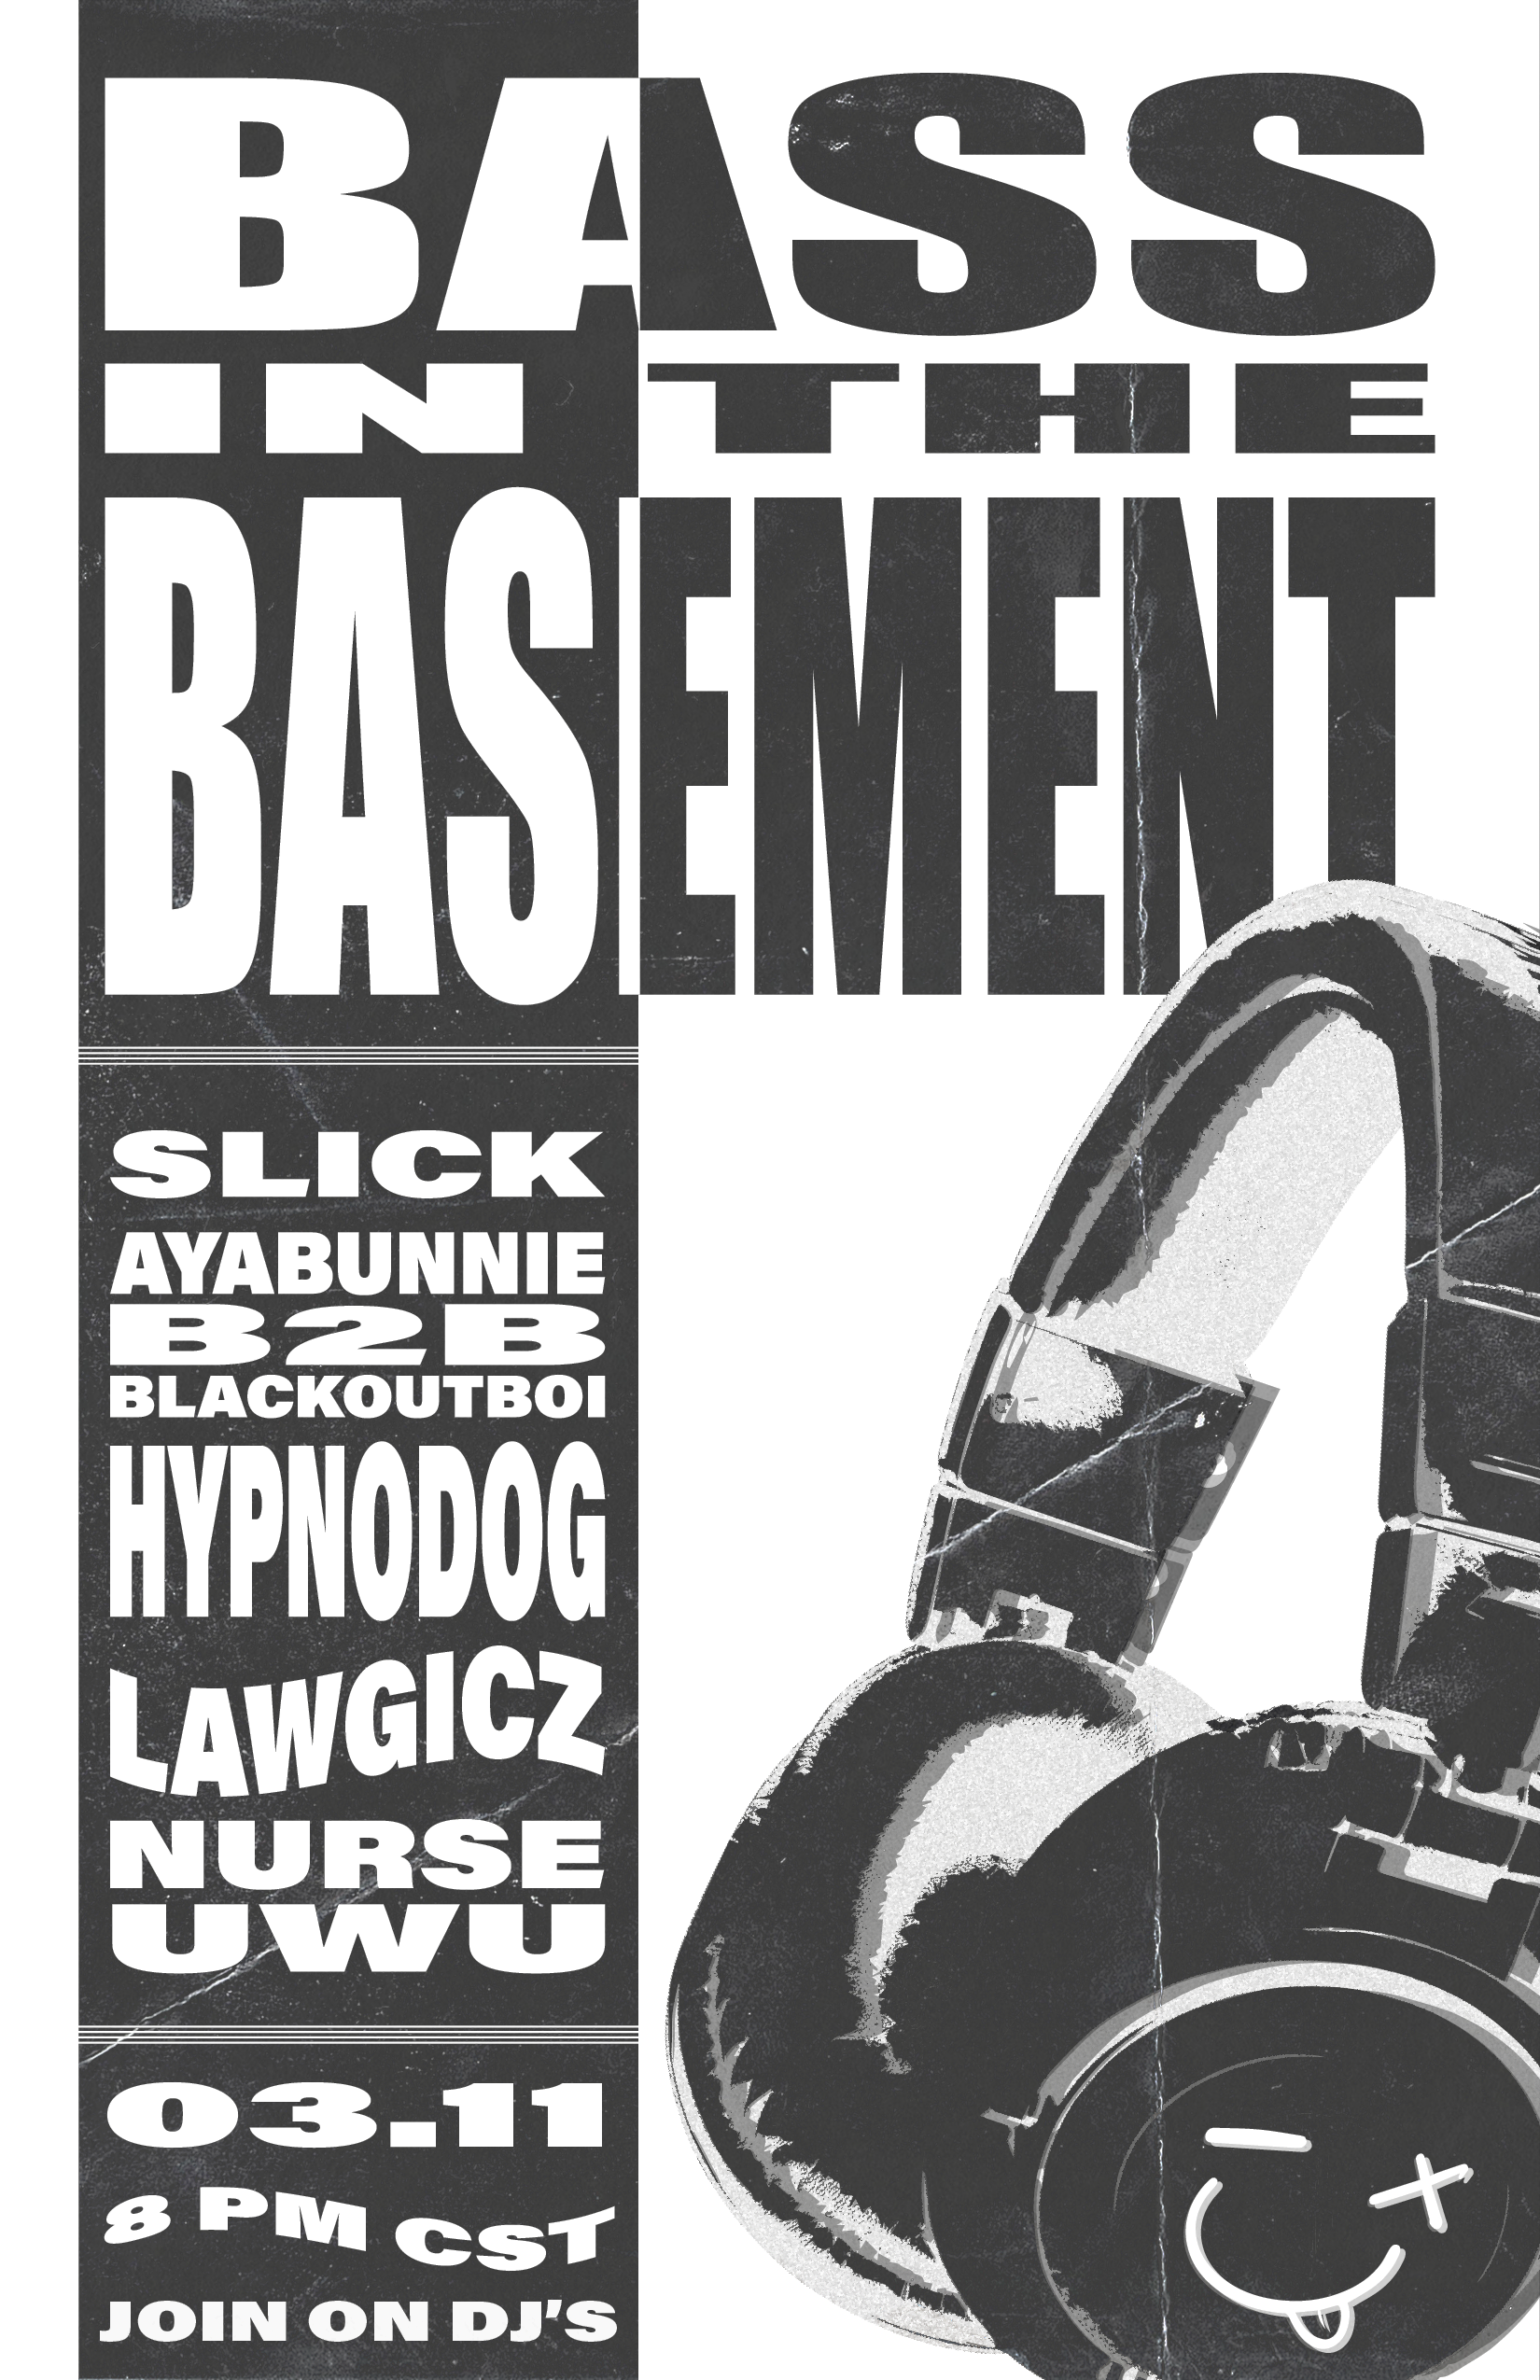 BASS
IN THE
BASEMENT
SLICK
AYABUNNIE
B2B
BLACKOUTBOI
HYPNODOG
LAWGICZ
NURSE
UWU
03.11
8 PM CST
JOIN ON DJ'S